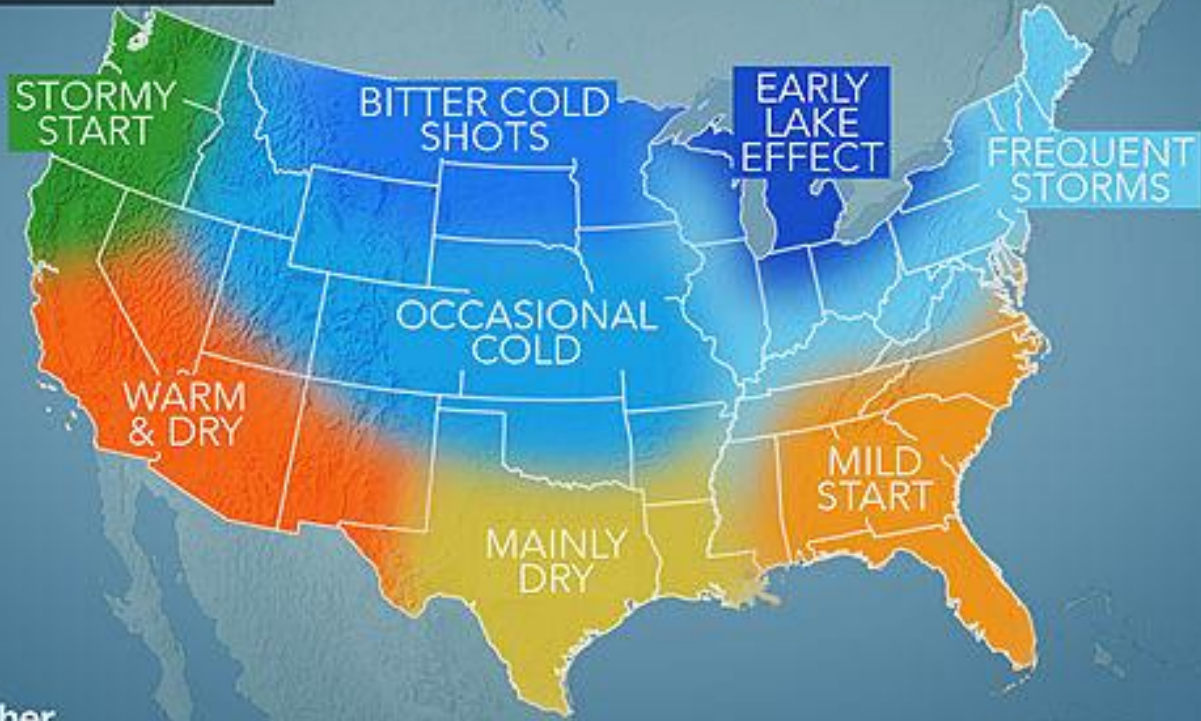 STORMY
START
BITTER COLD
SHOTS
EARLY
LAKE
EFFECT
FREQUENT
STORMS
OCCASIONAL
COLD
WARM
& DRY
MILD
START
MAINLY
DRY